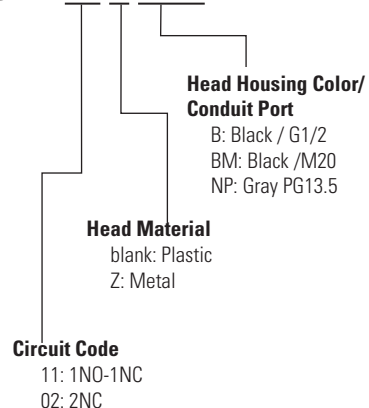 Head Housing Color/
Conduit Port
B: Black / G1/2
BM: Black /M20
NP: Gray PG13.5
Head Material
blank: Plastic
Z: Metal
Circuit Code
11: 1NO-1NC
02: 2NC